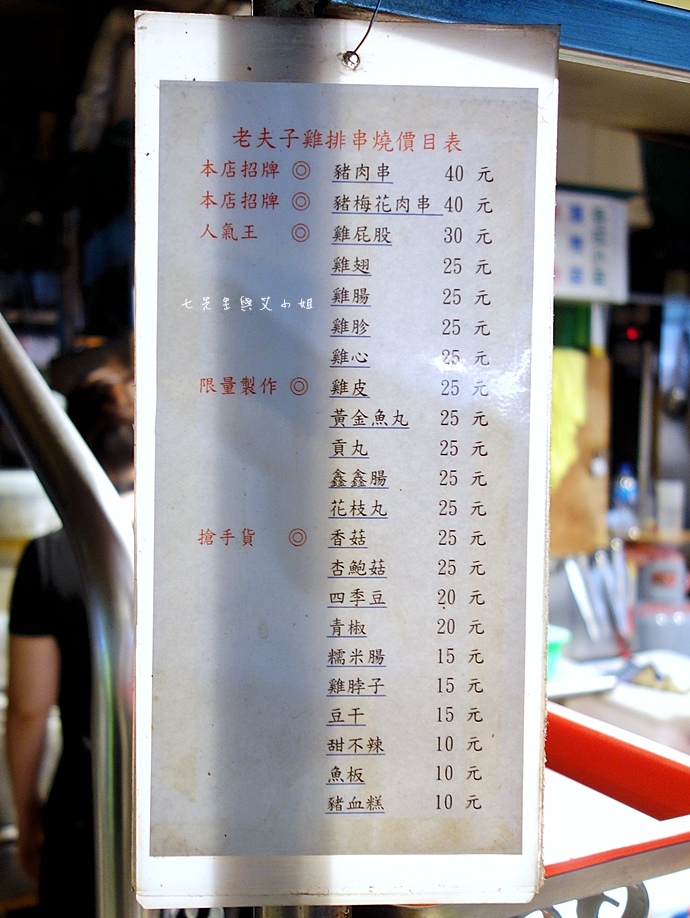 老夫子雞排串燒價目表
本店招牌 ◎ 豬肉串 40 元
本店招牌 ◎ 豬梅花肉串 40 元
人氣王 ◎ 雞屁股 30 元
雞翅 25 元
雞腸 25 元
七先生與艾小姐
雞胗 25 元
雞心 25 元
限量製作 ◎ 雞皮 25 元
黃金魚丸 25 元
貢丸 25 元
鑫鑫腸 25 元
花枝丸 25 元
搶手貨 ◎ 香菇 25 元
杏鮑菇 25 元
四季豆 20 元
青椒 20 元
糯米腸 15 元
雞脖子 15 元
豆干 15 元
甜不辣 10 元
魚板 10 元
豬血糕 10 元